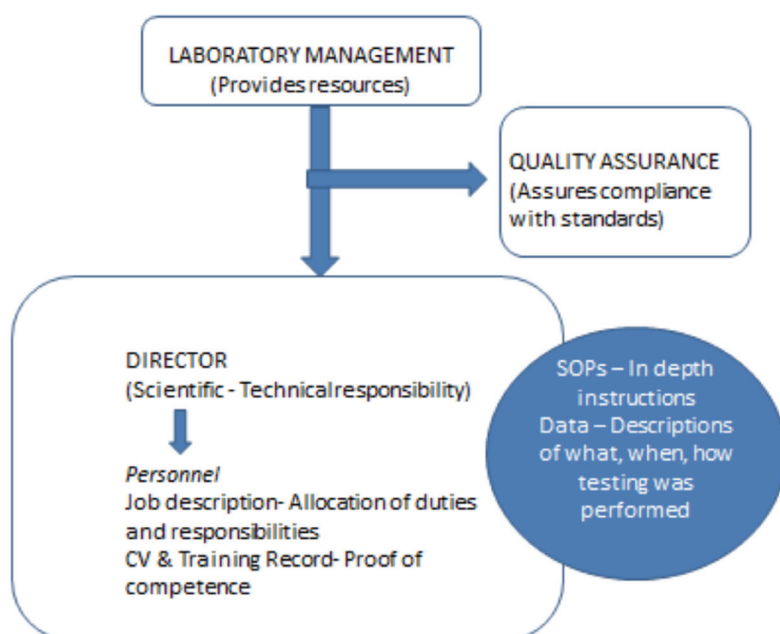 LABORATORY MANAGEMENT
(Provides resources)
QUALITY ASSURANCE
(Assures compliance
with standards)
DIRECTOR
(Scientific - Technical responsibility)
Personnel
Job description- Allocation of duties
and responsibilities
CV & Training Record- Proof of
competence
SOPs – In depth
instructions
Data – Descriptions
of what, when, how
testing was
performed